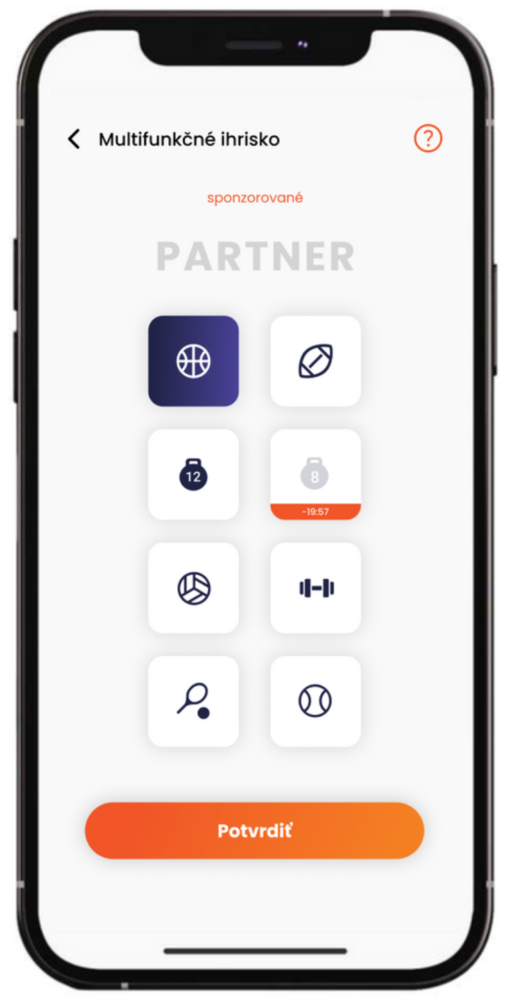 Multifunkčné ihrisko
?
sponzorované
PARTNER
12
8
-19:57
Potvrdiť